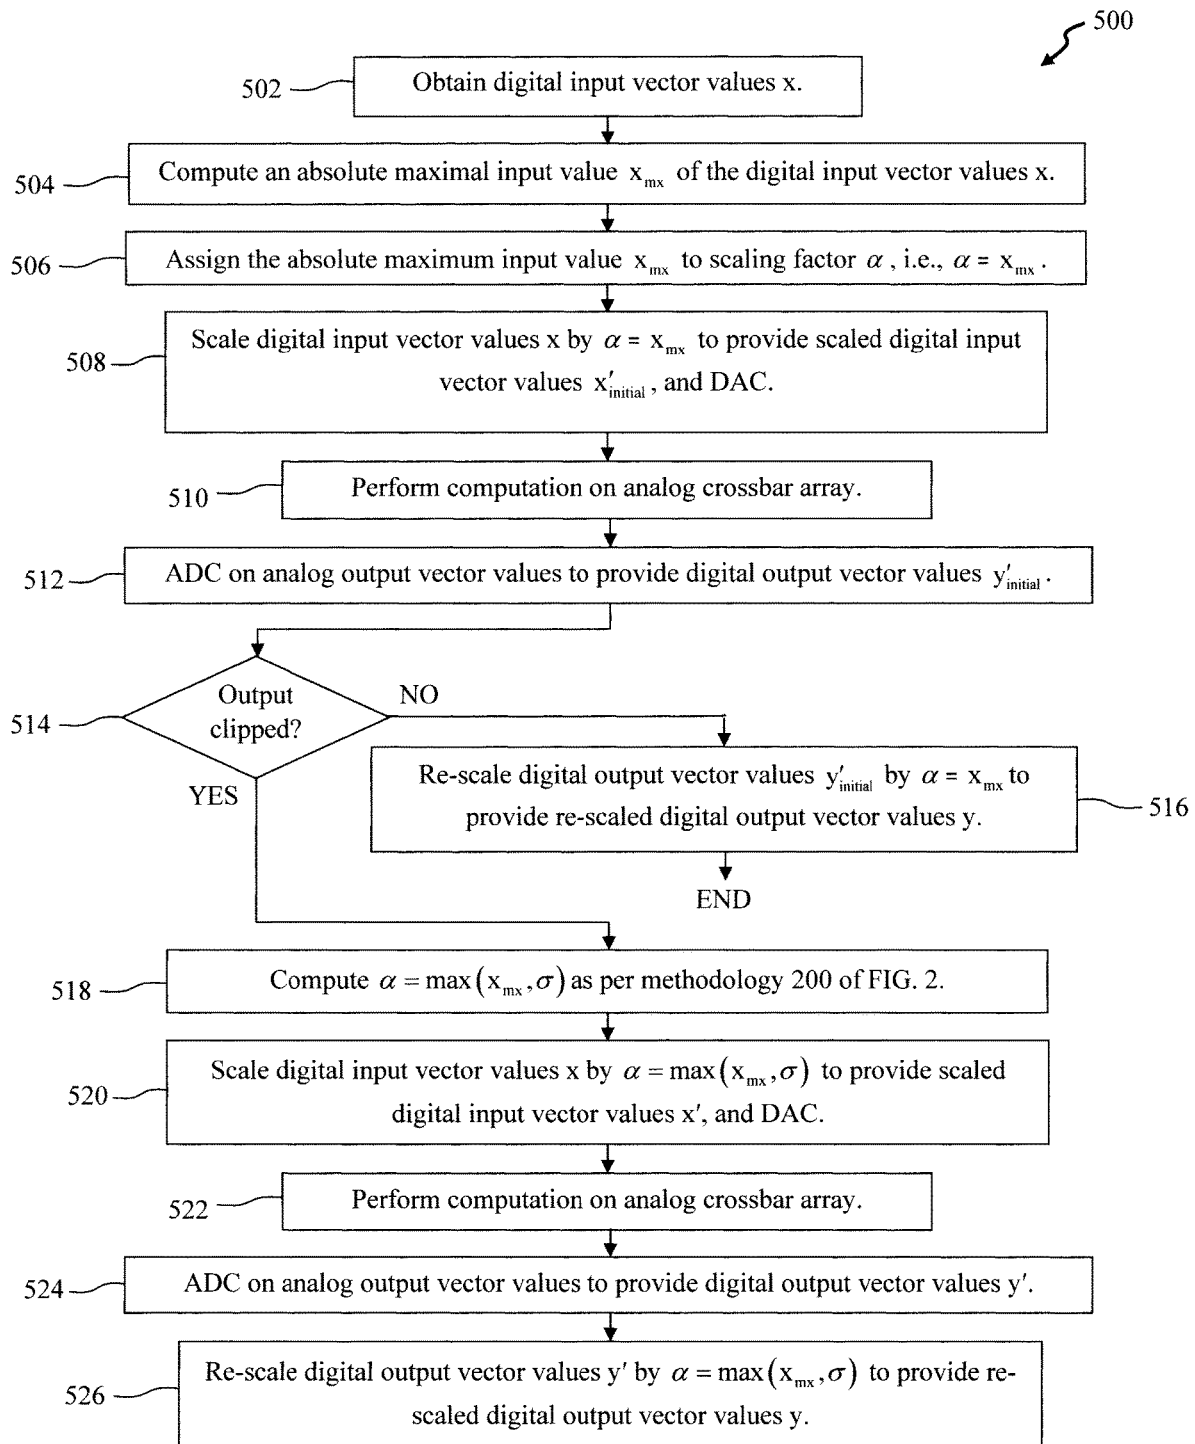 500
502
Obtain digital input vector values x.
504
Compute an absolute maximal input value x_mx of the digital input vector values x.
506
Assign the absolute maximum input value x_mx to scaling factor α, i.e., α = x_mx.
508
Scale digital input vector values x by α = x_mx to provide scaled digital input
vector values x′_initial, and DAC.
510
Perform computation on analog crossbar array.
512
ADC on analog output vector values to provide digital output vector values y′_initial.
514
Output
clipped?
NO
YES
Re-scale digital output vector values y′_initial by α = x_mx to
provide re-scaled digital output vector values y.
516
END
518
Compute α = max(x_mx, σ) as per methodology 200 of FIG. 2.
520
Scale digital input vector values x by α = max(x_mx, σ) to provide scaled
digital input vector values x′, and DAC.
522
Perform computation on analog crossbar array.
524
ADC on analog output vector values to provide digital output vector values y′.
526
Re-scale digital output vector values y′ by α = max(x_mx, σ) to provide re-
scaled digital output vector values y.